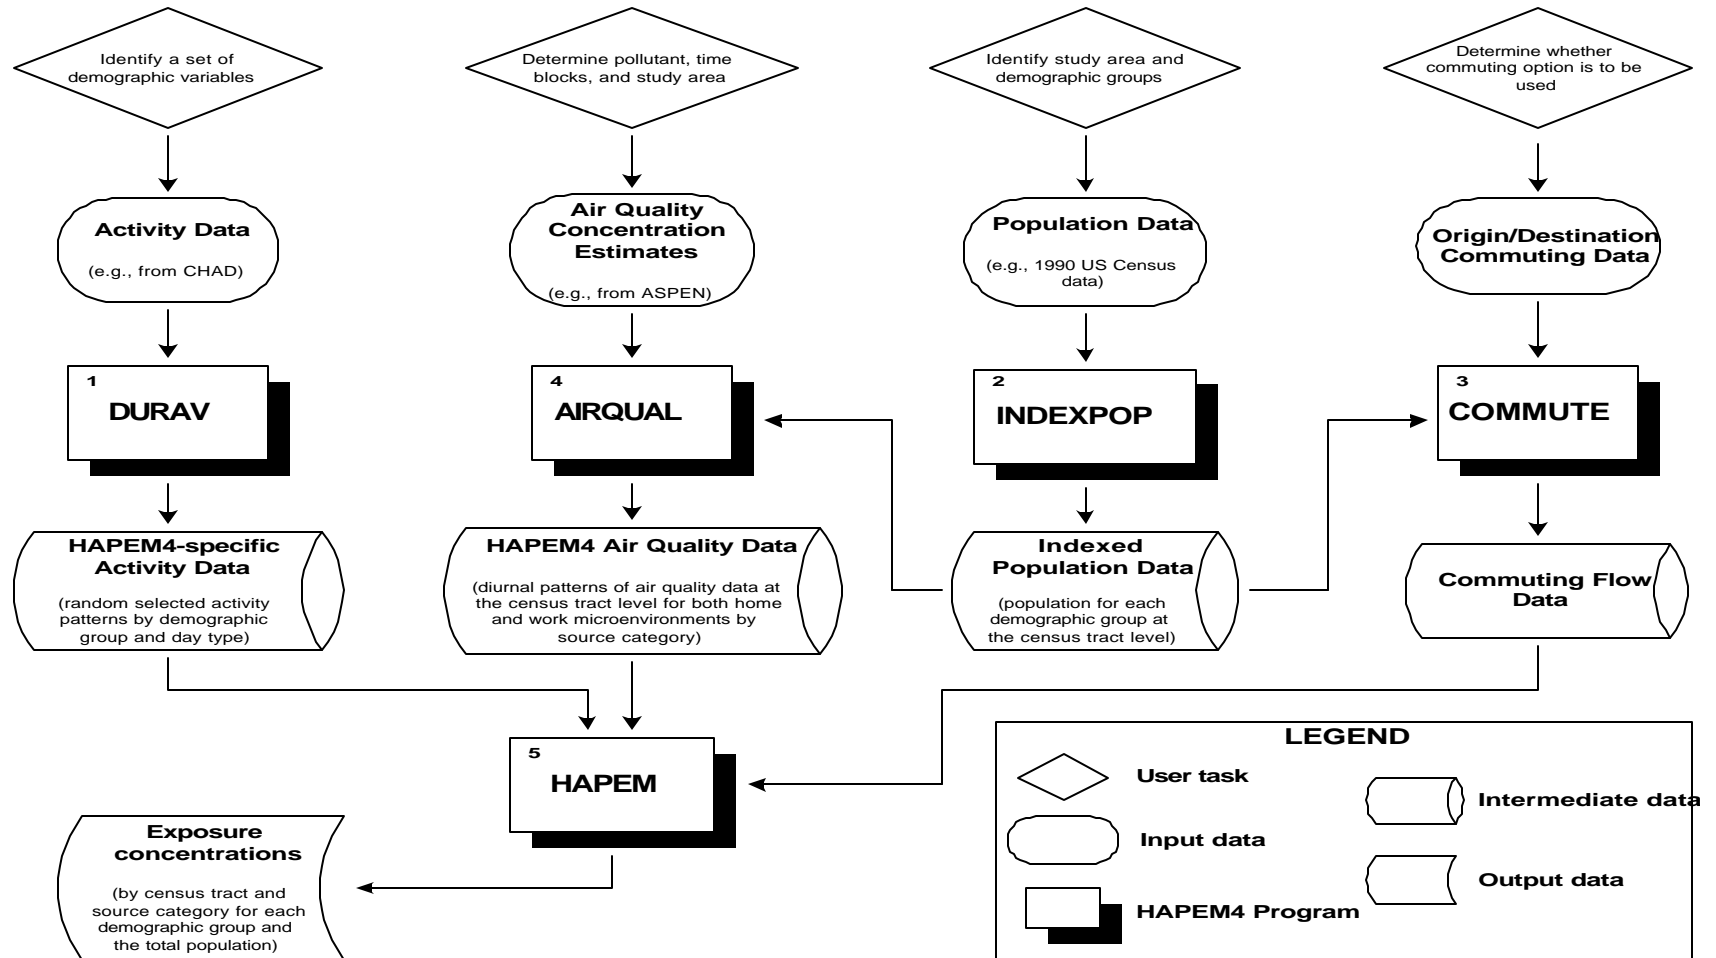 Identify a set of
demographic variables
Determine pollutant, time
blocks, and study area
Identify study area and
demographic groups
Determine whether
commuting option is to be
used
Activity Data
(e.g., from CHAD)
Air Quality
Concentration
Estimates
(e.g., from ASPEN)
Population Data
(e.g., 1990 US Census
data)
Origin/Destination
Commuting Data
1
DURAV
4
AIRQUAL
2
INDEXPOP
3
COMMUTE
HAPEM4-specific
Activity Data
(random selected activity
patterns by demographic
group and day type)
HAPEM4 Air Quality Data
(diurnal patterns of air quality data at
the census tract level for both home
and work microenvironments by
source category)
Indexed
Population Data
(population for each
demographic group at
the census tract level)
Commuting Flow
Data
5
HAPEM
Exposure
concentrations
(by census tract and
source category for each
demographic group and
the total population)
LEGEND
User task
Input data
HAPEM4 Program
Intermediate data
Output data